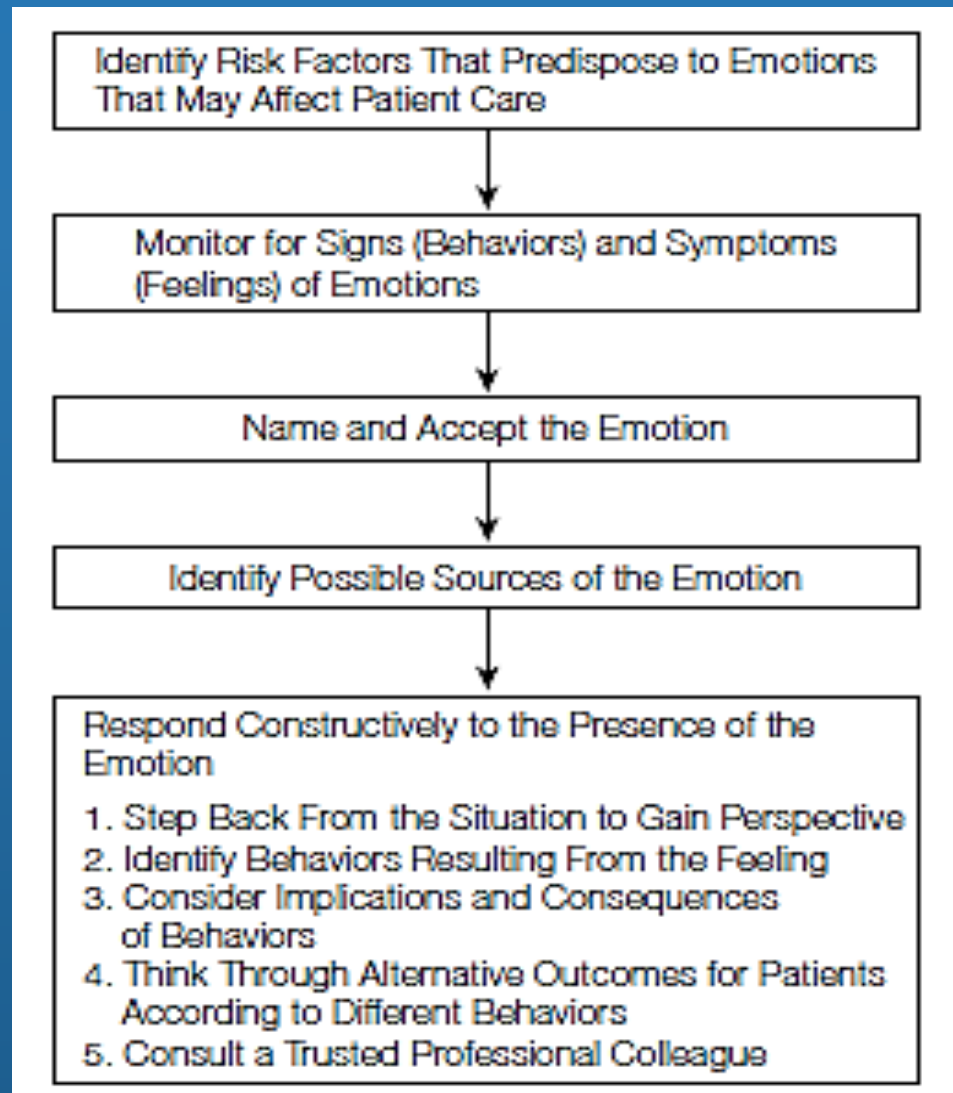 Identify Risk Factors That Predispose to Emotions
That May Affect Patient Care
Monitor for Signs (Behaviors) and Symptoms
(Feelings) of Emotions
Name and Accept the Emotion
Identify Possible Sources of the Emotion
Respond Constructively to the Presence of the
Emotion
1. Step Back From the Situation to Gain Perspective
2. Identify Behaviors Resulting From the Feeling
3. Consider Implications and Consequences
of Behaviors
4. Think Through Alternative Outcomes for Patients
According to Different Behaviors
5. Consult a Trusted Professional Colleague